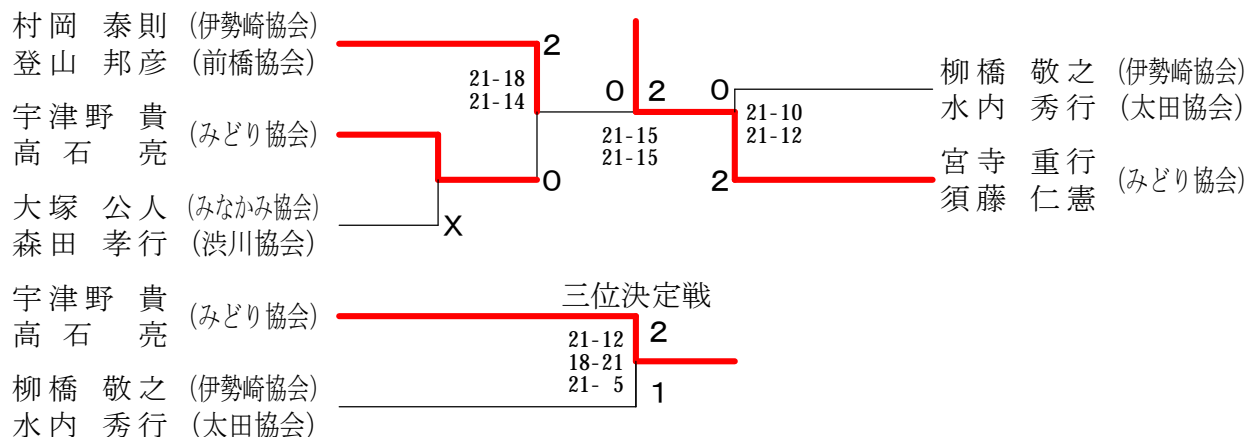 村岡 泰則 (伊勢崎協会)
登山 邦彦 (前橋協会)
2
21-18
21-14
0 2 0
柳橋 敬之 (伊勢崎協会)
水内 秀行 (太田協会)
21-10
21-12
宇津野 貴
髙石 亮
(みどり協会)
21-15
21-15
0
2
宮寺 重行
須藤 仁憲
(みどり協会)
大塚 公人 (みなかみ協会)
森田 孝行 (渋川協会)
X
三位決定戦
宇津野 貴
髙石 亮
(みどり協会)
21-12
18-21
21- 5
2
1
柳橋 敬之 (伊勢崎協会)
水内 秀行 (太田協会)